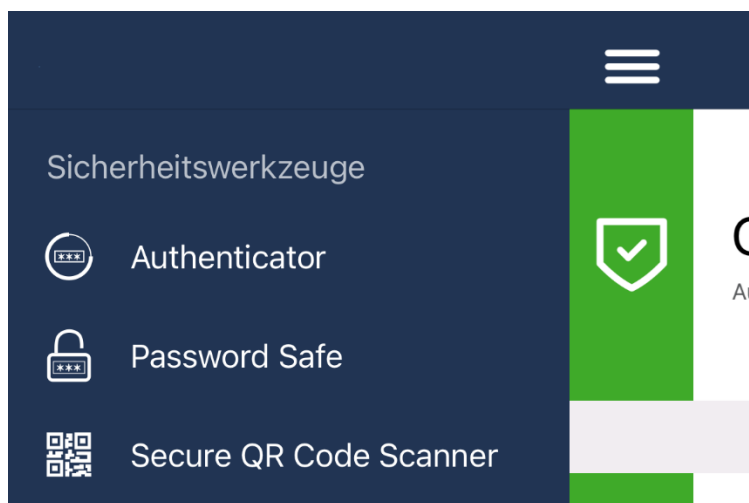 Sicherheitswerkzeuge
Authenticator
Password Safe
Secure QR Code Scanner